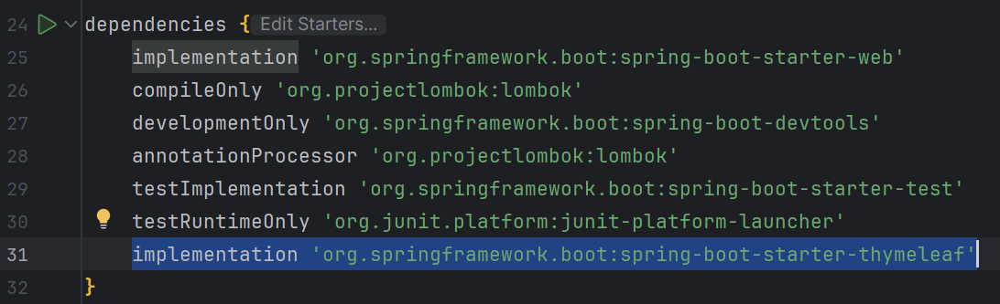 24 dependencies { Edit Starters...
25 implementation 'org.springframework.boot:spring-boot-starter-web'
26 compileOnly 'org.projectlombok:lombok'
27 developmentOnly 'org.springframework.boot:spring-boot-devtools'
28 annotationProcessor 'org.projectlombok:lombok'
29 testImplementation 'org.springframework.boot:spring-boot-starter-test'
30 testRuntimeOnly 'org.junit.platform:junit-platform-launcher'
31 implementation 'org.springframework.boot:spring-boot-starter-thymeleaf'
32 }